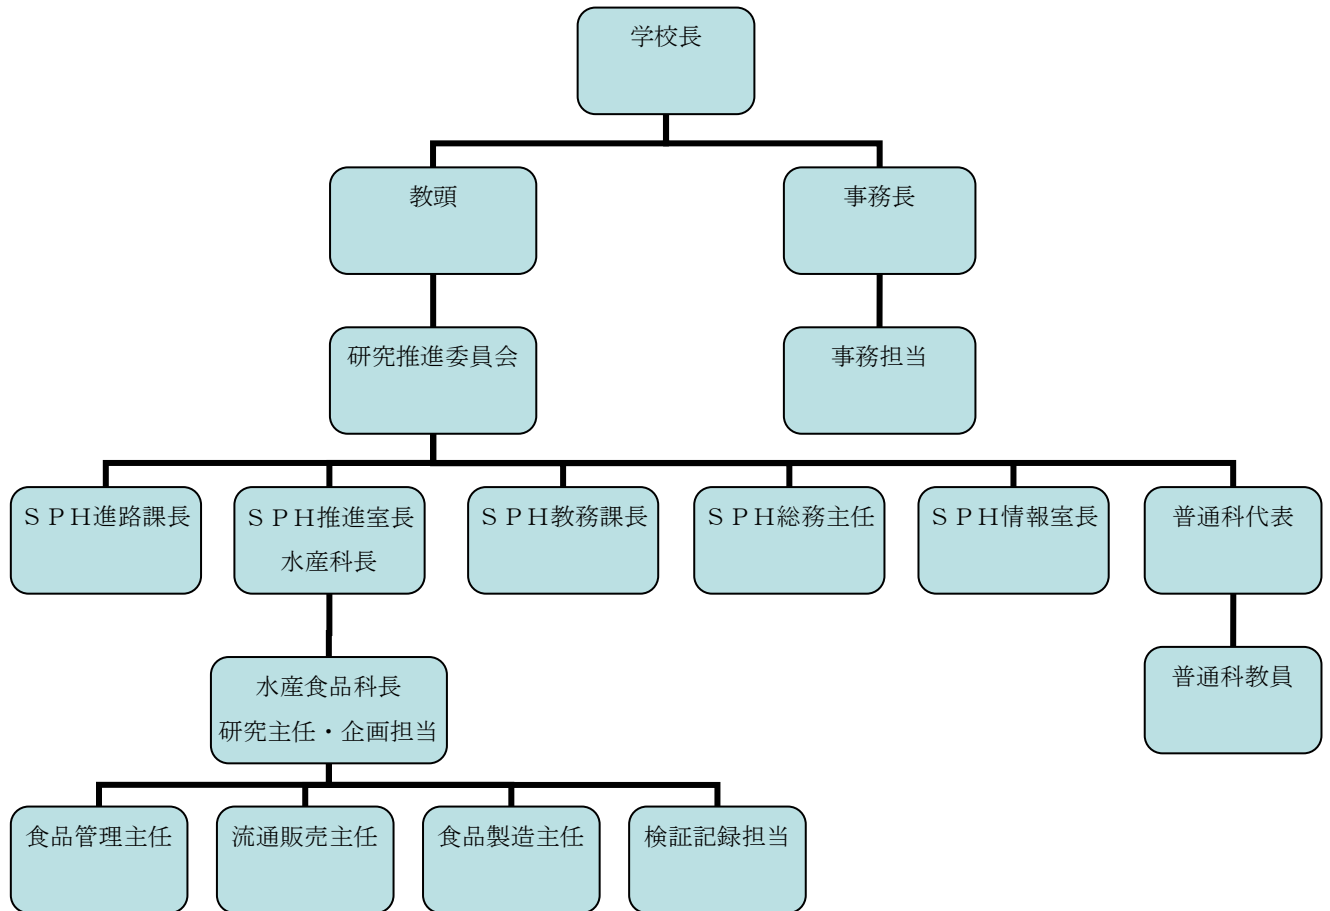 学校長
教頭
事務長
研究推進委員会
事務担当
ＳＰＨ進路課長
ＳＰＨ推進室長
水産科長
ＳＰＨ教務課長
ＳＰＨ総務主任
ＳＰＨ情報室長
普通科代表
水産食品科長
研究主任・企画担当
普通科教員
食品管理主任
流通販売主任
食品製造主任
検証記録担当